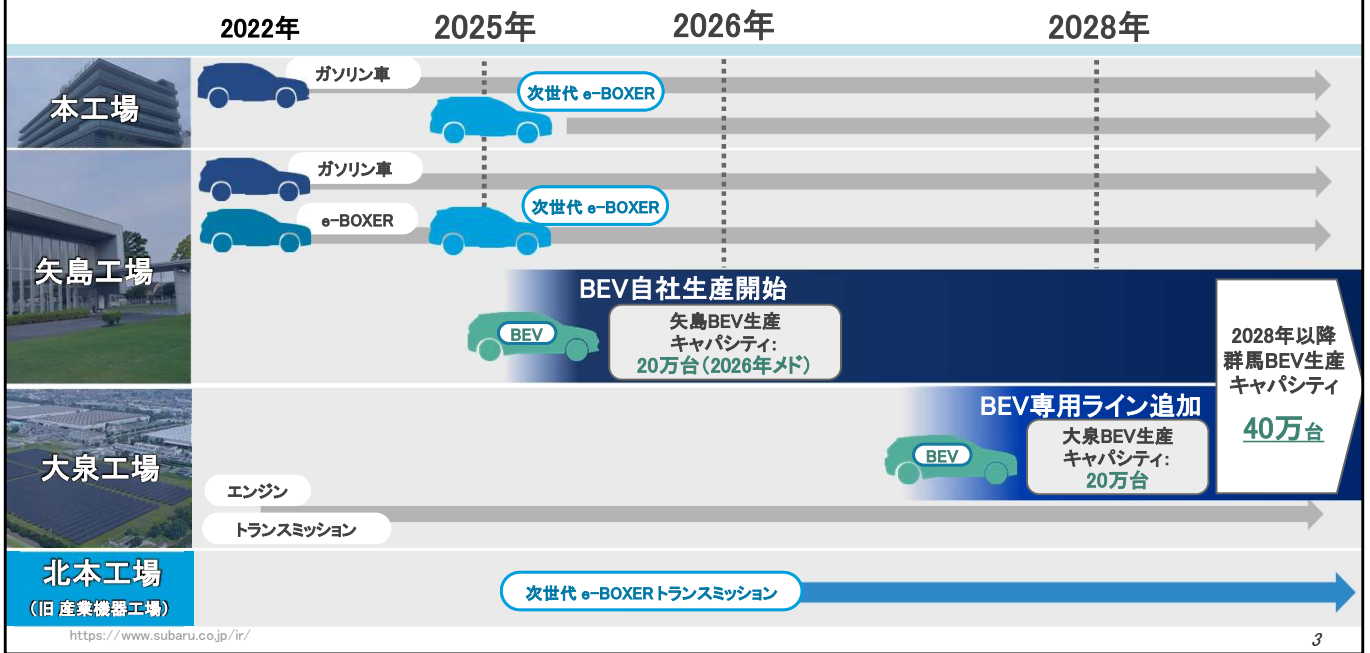 2022年
2025年
2026年
2028年
本工場
ガソリン車
次世代 e-BOXER
矢島工場
ガソリン車
e-BOXER
次世代 e-BOXER
BEV自社生産開始
BEV
矢島BEV生産
キャパシティ:
20万台(2026年メド)
2028年以降
群馬BEV生産
キャパシティ
40万台
大泉工場
BEV専用ライン追加
BEV
大泉BEV生産
キャパシティ:
20万台
エンジン
トランスミッション
北本工場
(旧 産業機器工場)
次世代 e-BOXERトランスミッション
https://www.subaru.co.jp/ir/
3